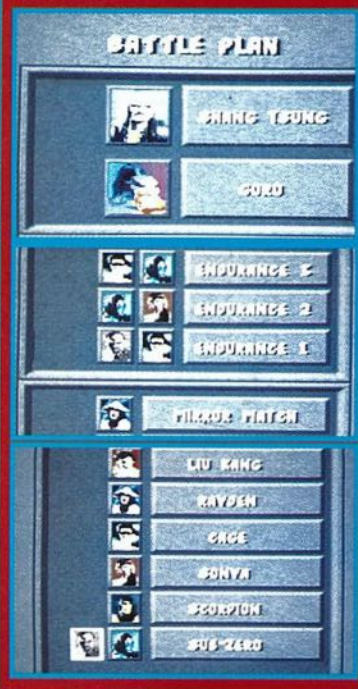 BATTLE PLAN
SHANG TSUNG
GORO
ENDURANCE 3
ENDURANCE 2
ENDURANCE 1
MIRROR MATCH
LIU KANG
RAYDEN
CAGE
SONYA
SCORPION
SUB-ZERO